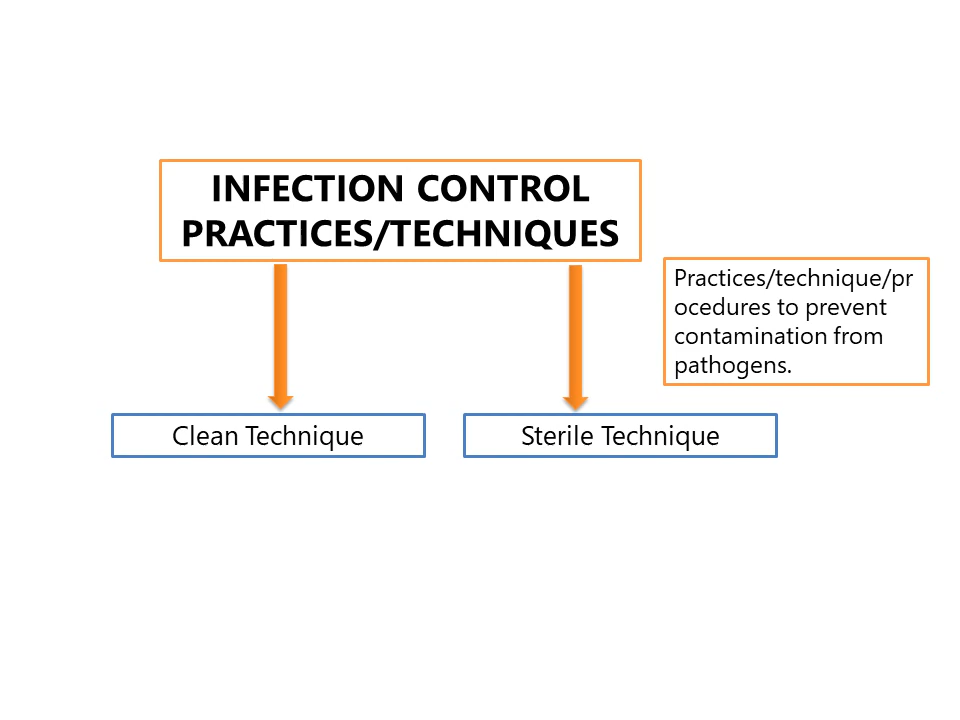 INFECTION CONTROL
PRACTICES/TECHNIQUES
Practices/technique/pr
ocedures to prevent
contamination from
pathogens.
Clean Technique
Sterile Technique